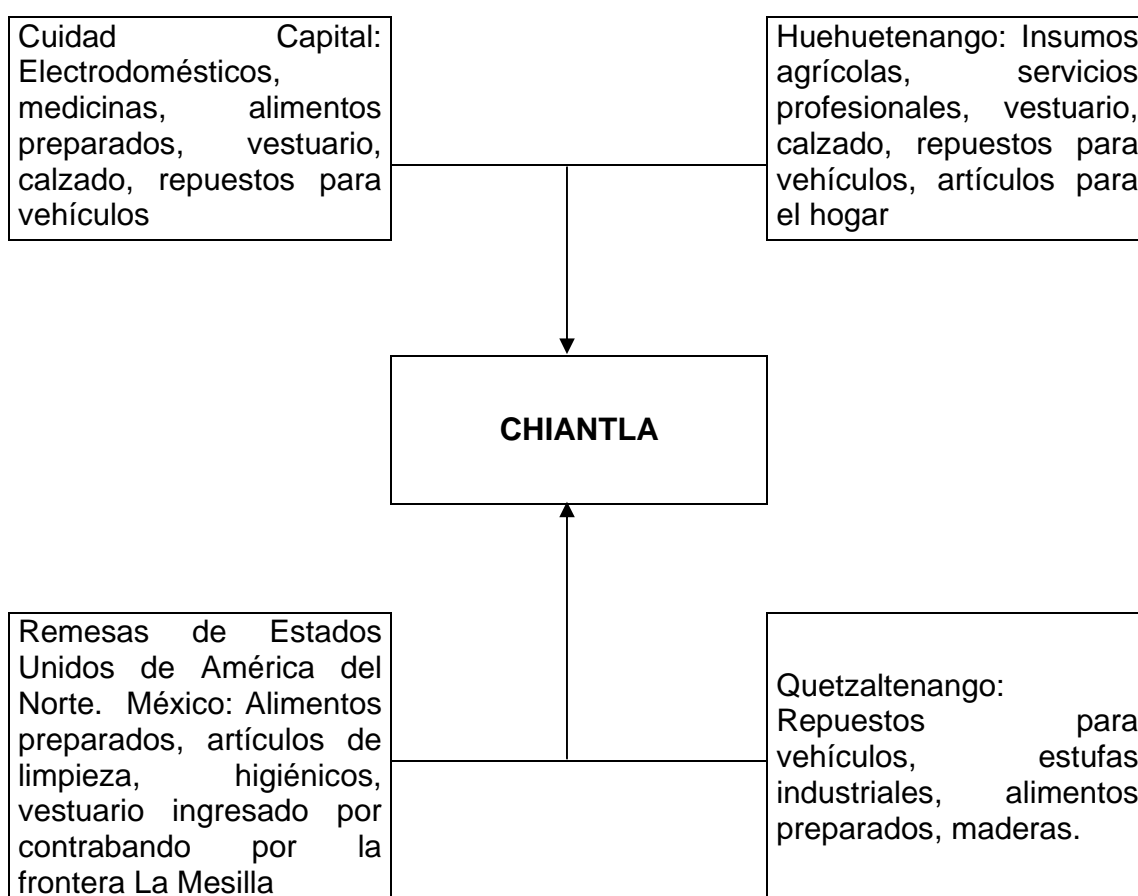 Cuidad Capital:
Electrodomésticos,
medicinas, alimentos
preparados, vestuario,
calzado, repuestos para
vehículos
Huehuetenango: Insumos
agrícolas, servicios
profesionales, vestuario,
calzado, repuestos para
vehículos, artículos para
el hogar
CHIANTLA
Remesas de Estados
Unidos de América del
Norte. México: Alimentos
preparados, artículos de
limpieza, higiénicos,
vestuario ingresado por
contrabando por la
frontera La Mesilla
Quetzaltenango:
Repuestos para
vehículos, estufas
industriales, alimentos
preparados, maderas.